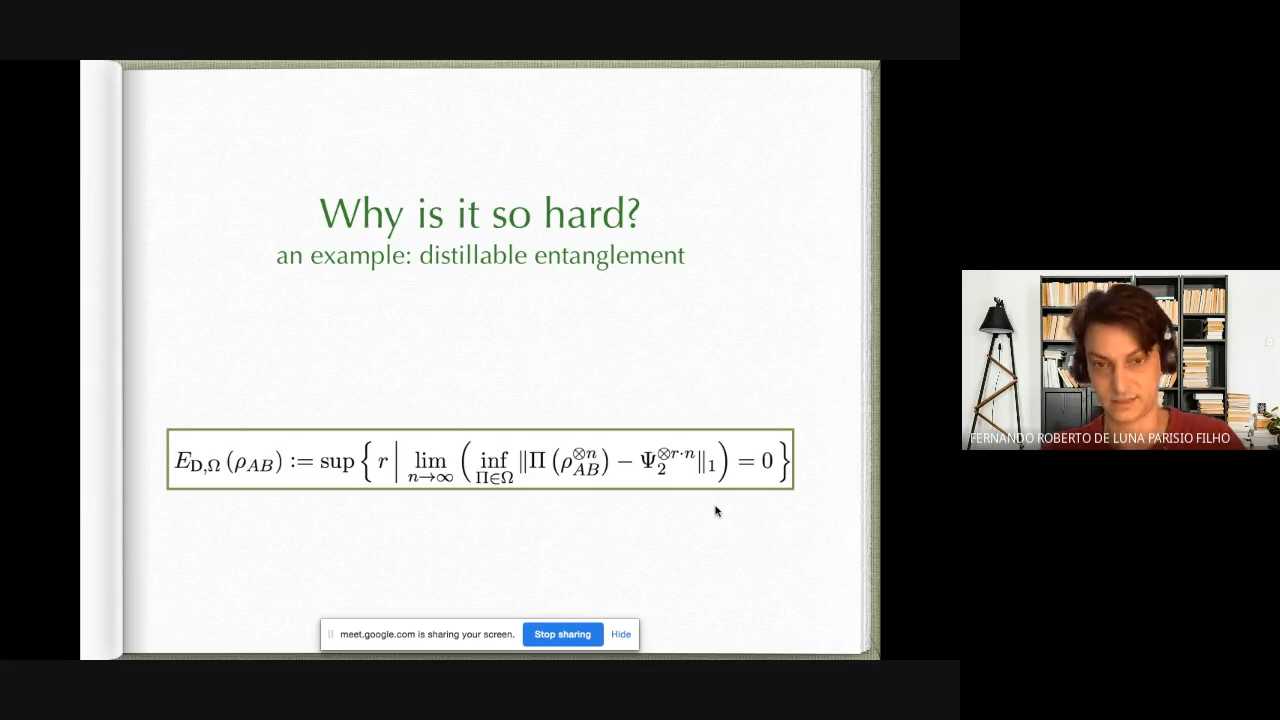 Why is it so hard?
an example: distillable entanglement
E_{D,Ω} (ρ_{AB}) := sup { r | lim_{n→∞} ( inf_{Π∈Ω} ‖Π (ρ_{AB}^{⊗n}) − Ψ_2^{⊗r·n}‖_1 ) = 0 }
FERNANDO ROBERTO DE LUNA PARISIO FILHO
meet.google.com is sharing your screen. Stop sharing Hide